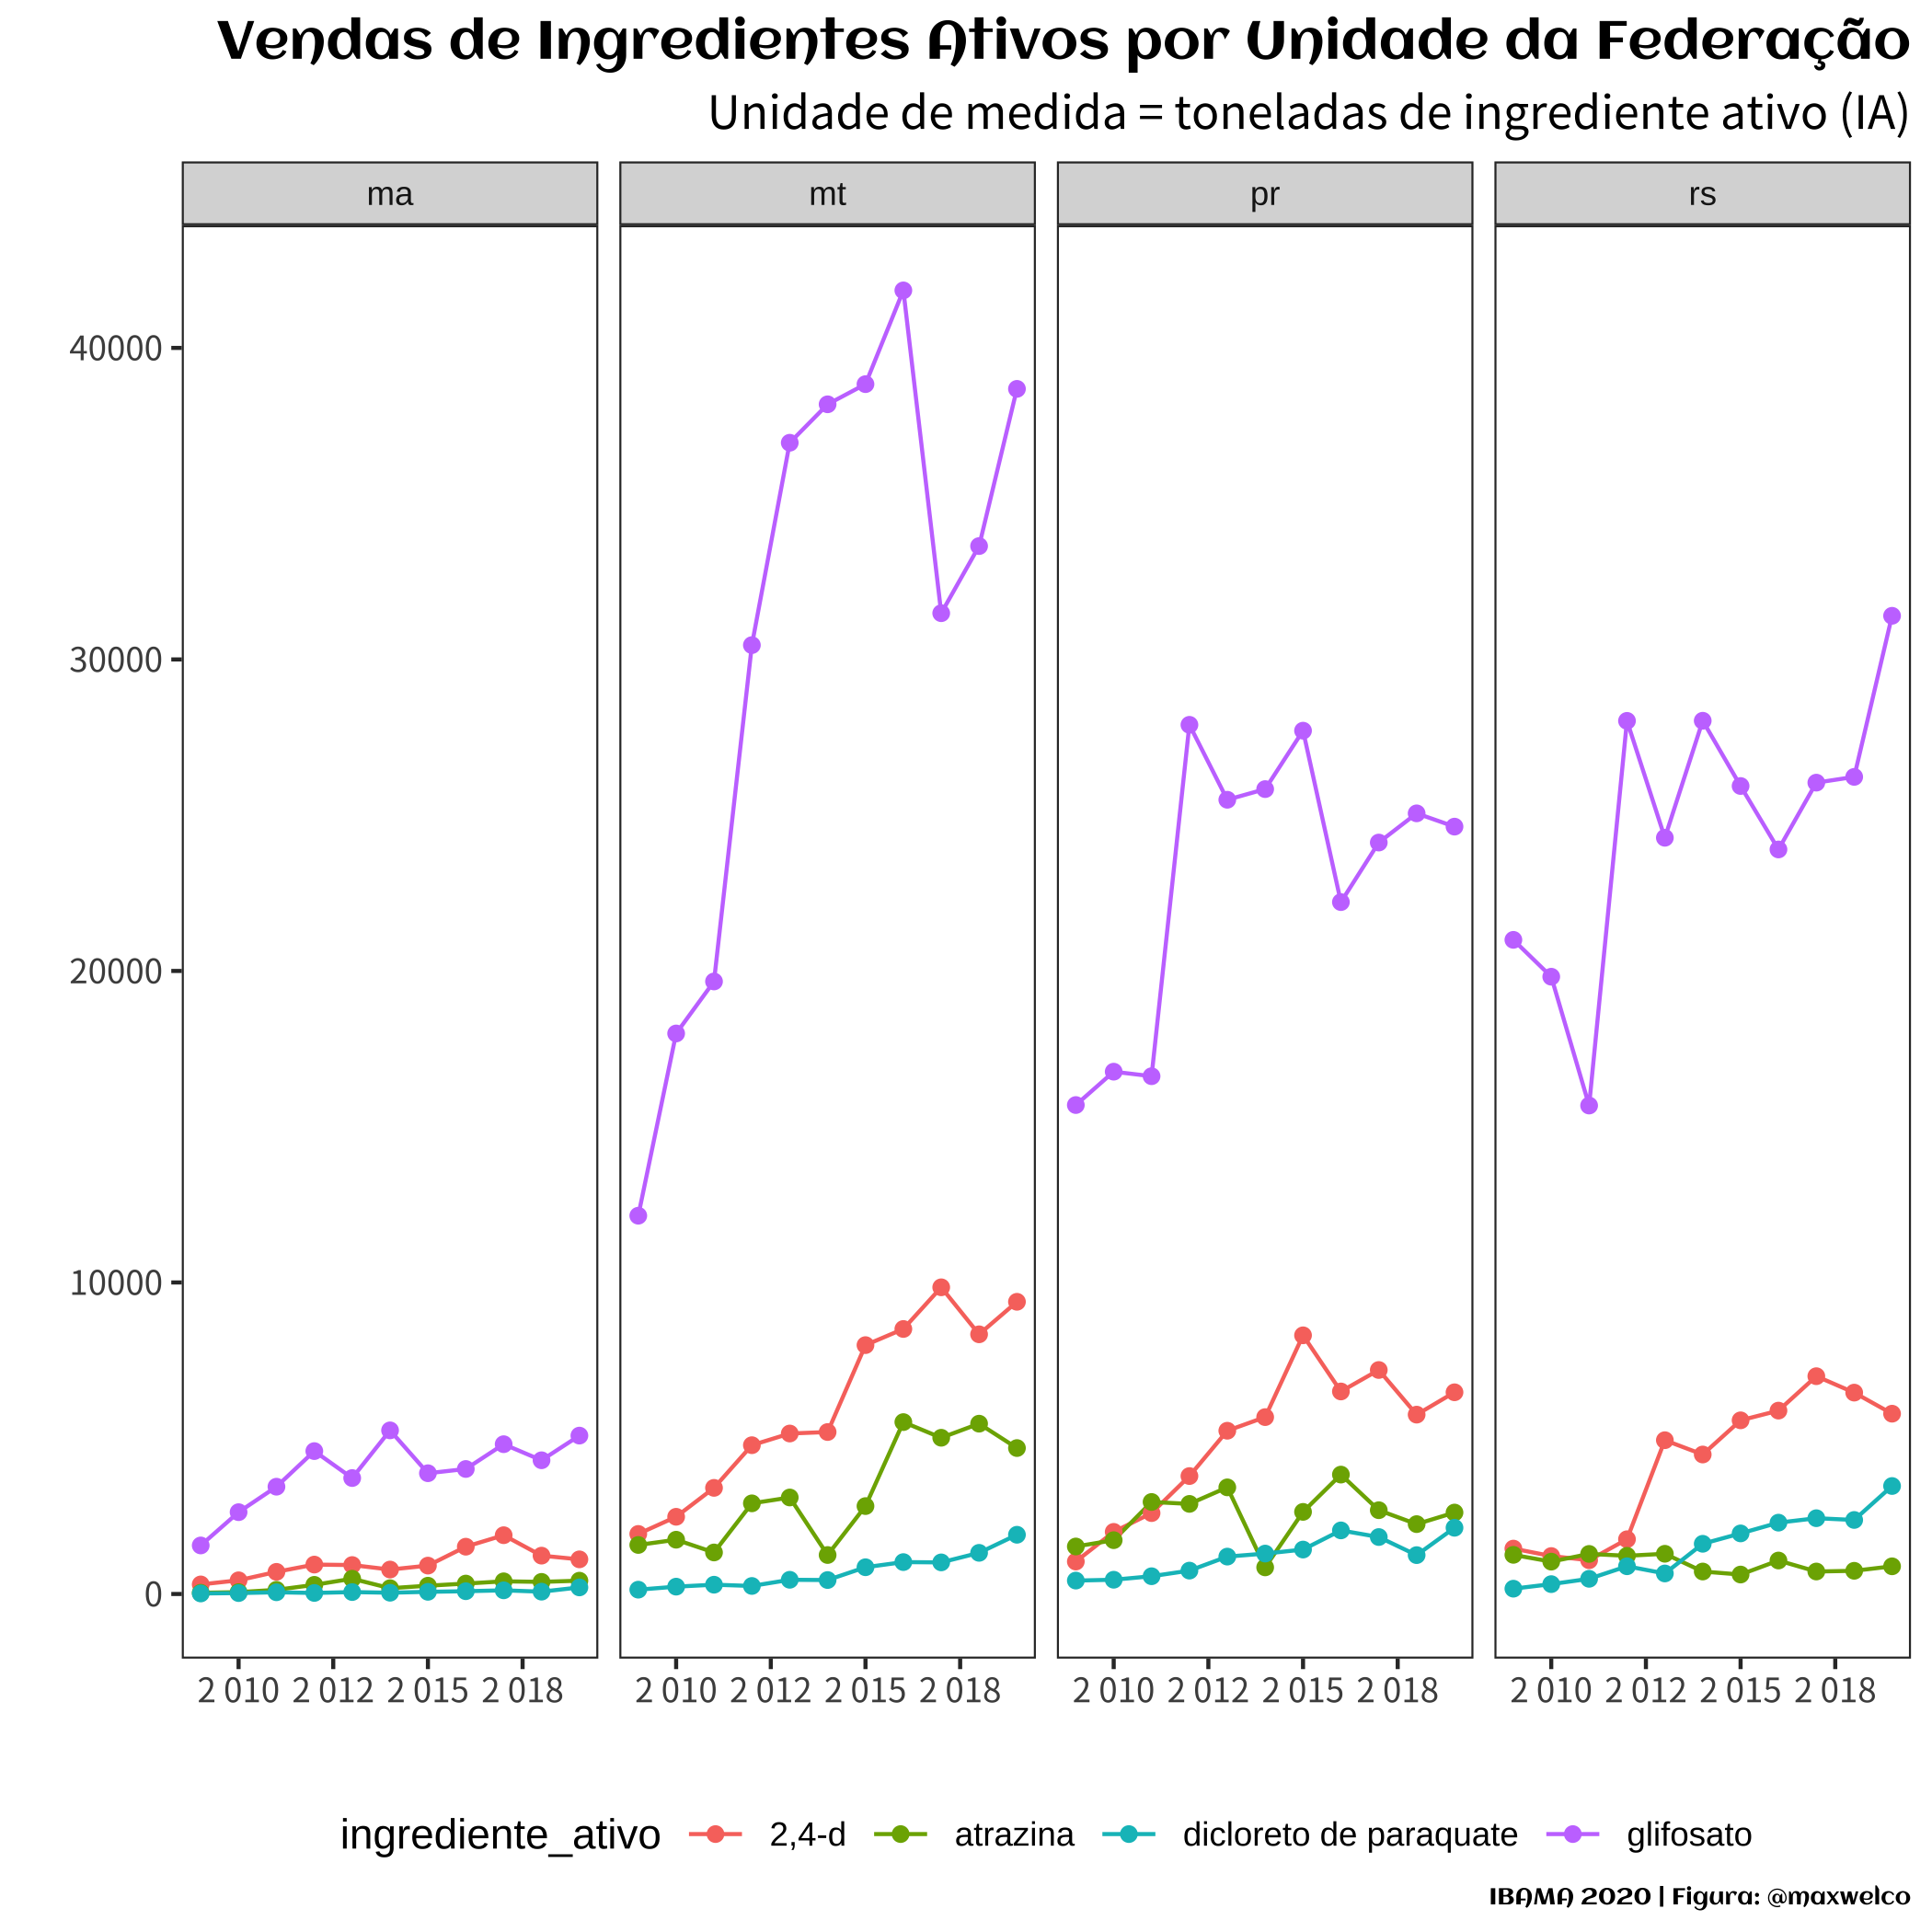 Vendas de Ingredientes Ativos por Unidade da Federação
Unidade de medida = toneladas de ingrediente ativo (IA)
ma mt pr rs
40000
30000
20000
10000
0
2 010 2 012 2 015 2 018 2 010 2 012 2 015 2 018 2 010 2 012 2 015 2 018 2 010 2 012 2 015 2 018
ingrediente_ativo 2,4-d atrazina dicloreto de paraquate glifosato
IBAMA 2020 | Figura: @maxwelco